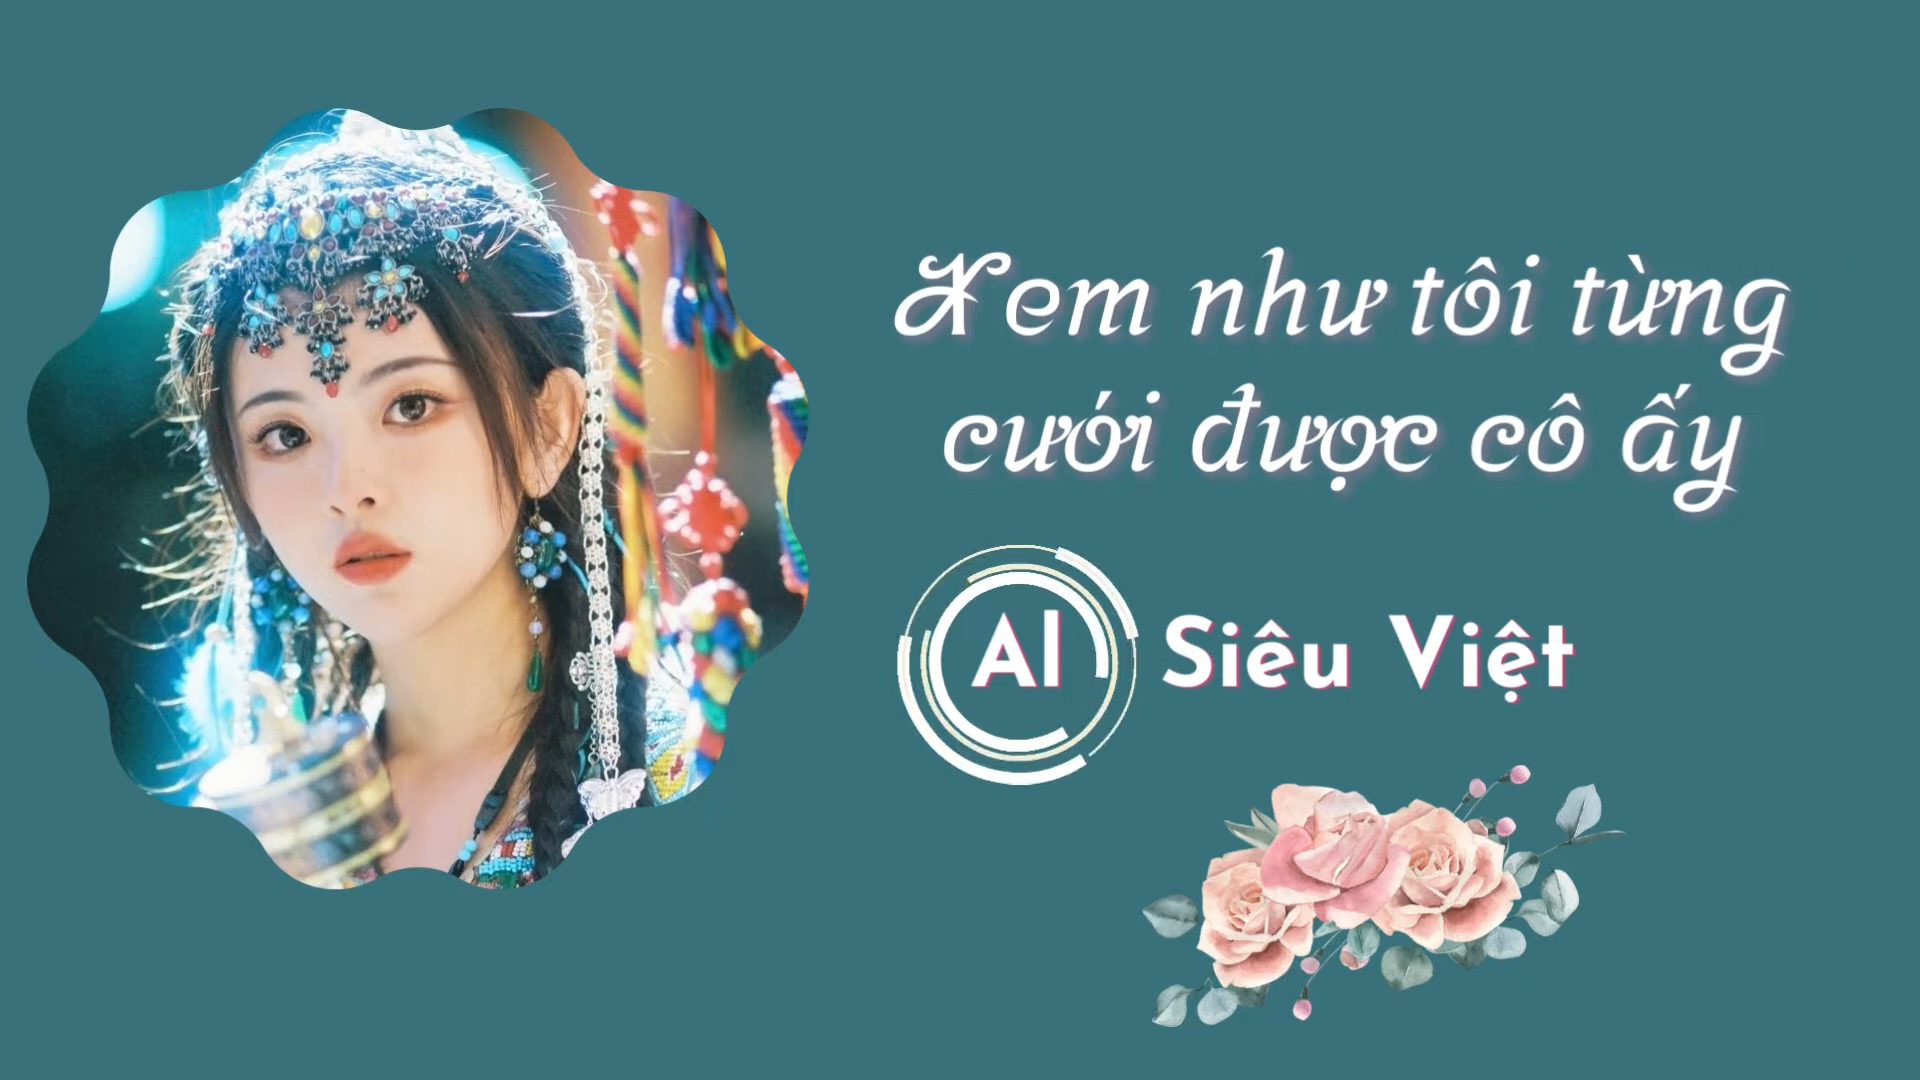 Xem như tôi từng
cưới được cô ấy
AI Siêu Việt